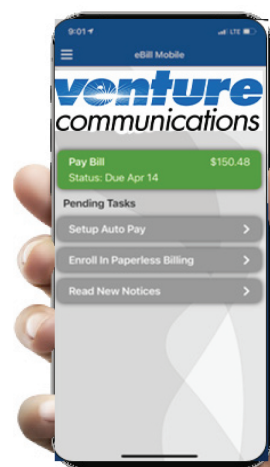 9:01
LTE
eBill Mobile
venture
communications
Pay Bill $150.48
Status: Due Apr 14
Pending Tasks
Setup Auto Pay
Enroll In Paperless Billing
Read New Notices